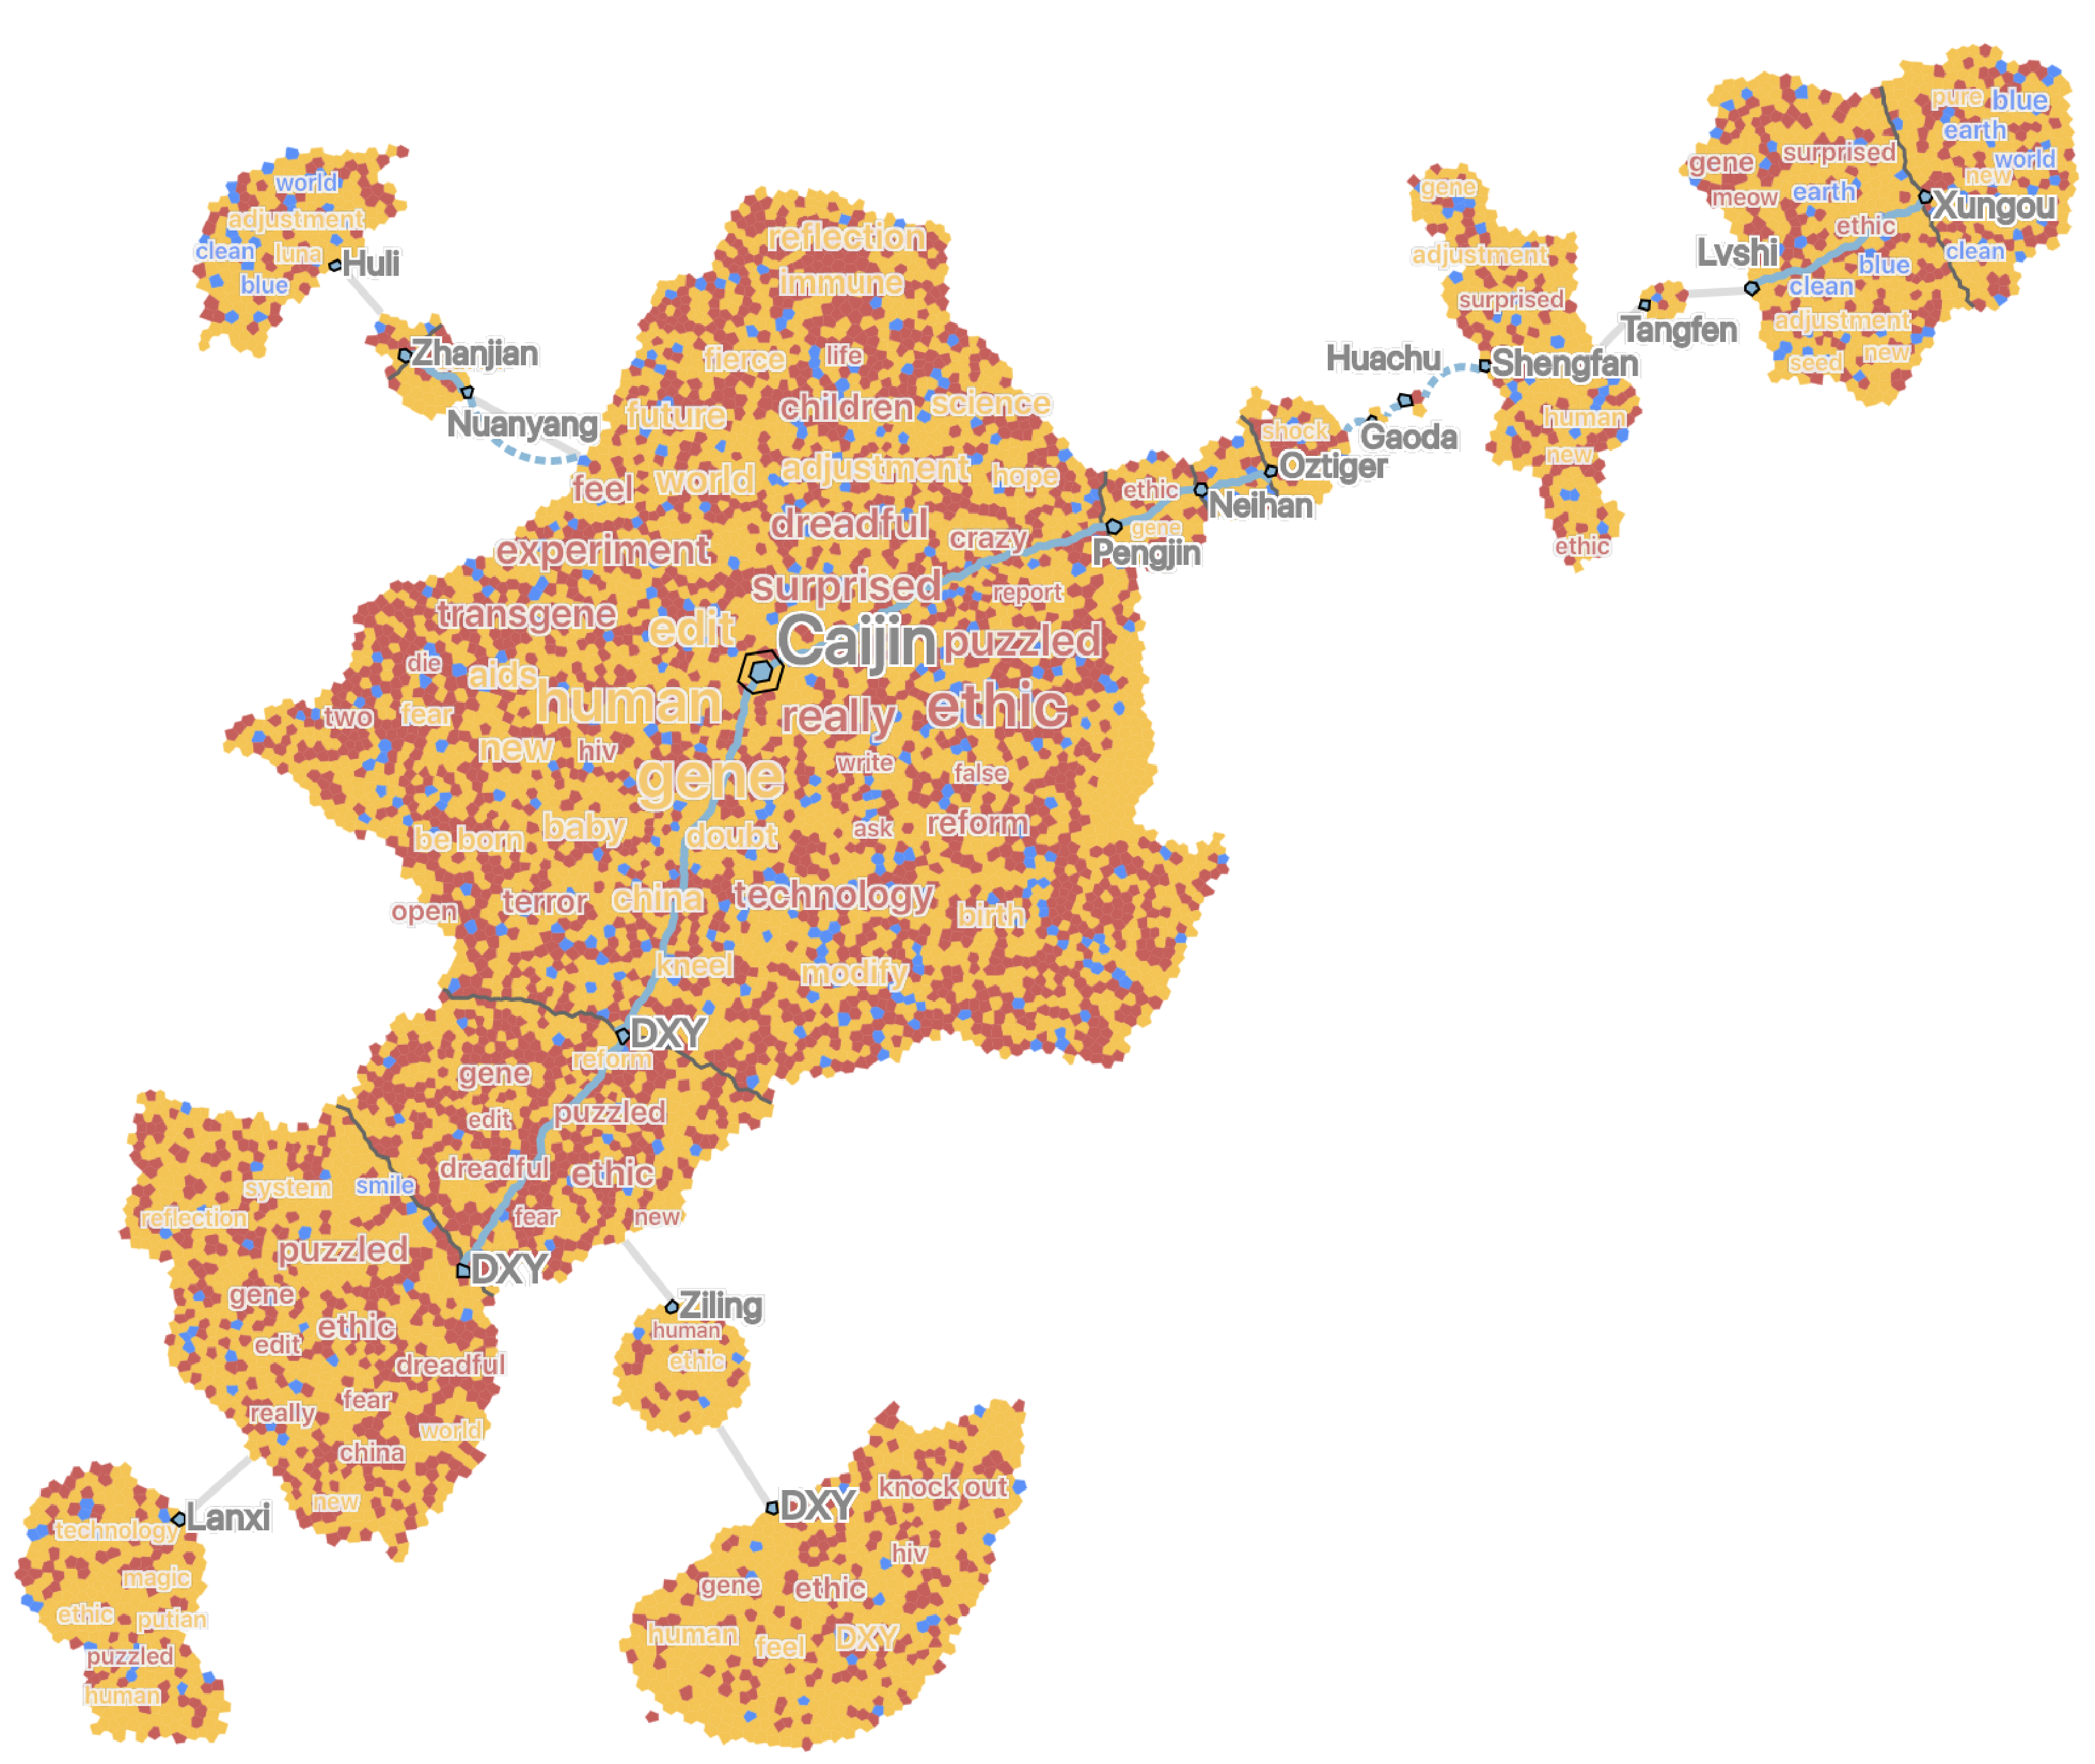 world
adjustment
clean
luna
Huli
blue
Zhanjian
Nuanyang
reflection
immune
fierce
life
future
children
science
feel
world
adjustment
hope
experiment
dreadful
crazy
transgene
edit
surprised
report
Caijin
puzzled
die
aids
two
fear
human
really
ethic
new
hiv
gene
write
false
be born
baby
doubt
ask
reform
open
terror
china
technology
birth
kneel
modify
ethic
gene
Pengjin
Neihan
shock
Oztiger
Gaoda
Huachu
Shengfan
gene
adjustment
surprised
human
new
ethic
Tangfen
Lvshi
gene
surprised
meow
earth
ethic
blue
clean
adjustment
seed
new
pure
blue
earth
world
new
Xungou
clean
DXY
reform
gene
edit
puzzled
dreadful
ethic
fear
new
DXY
system
smile
reflection
puzzled
gene
ethic
edit
dreadful
fear
really
world
china
new
Lanxi
technology
magic
ethic
putian
puzzled
human
Ziling
human
ethic
DXY
knock out
hiv
gene
ethic
human
feel
DXY